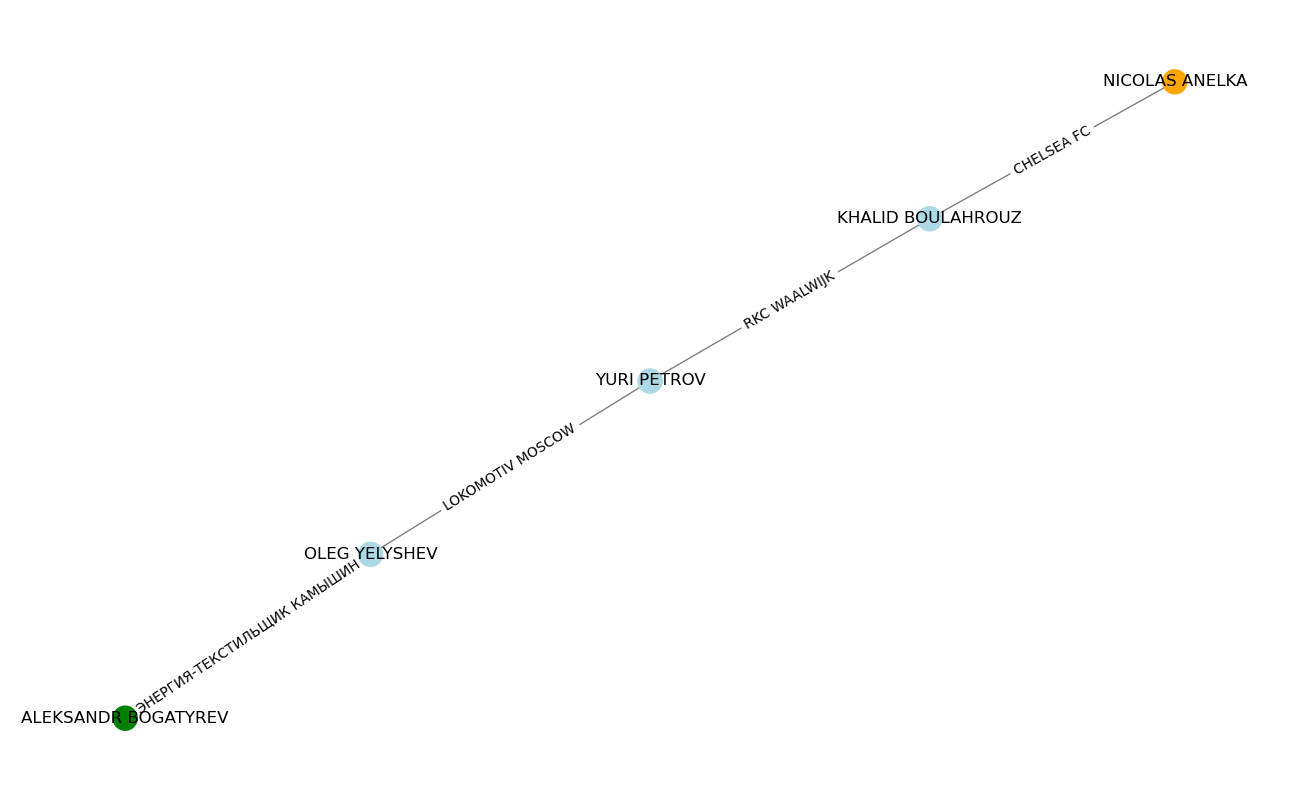 NICOLAS ANELKA
CHELSEA FC
KHALID BOULAHROUZ
RKC WAALWIJK
YURI PETROV
LOKOMOTIV MOSCOW
OLEG YELYSHEV
ЭНЕРГИЯ-ТЕКСТИЛЬЩИК КАМЫШИН
ALEKSANDR BOGATYREV